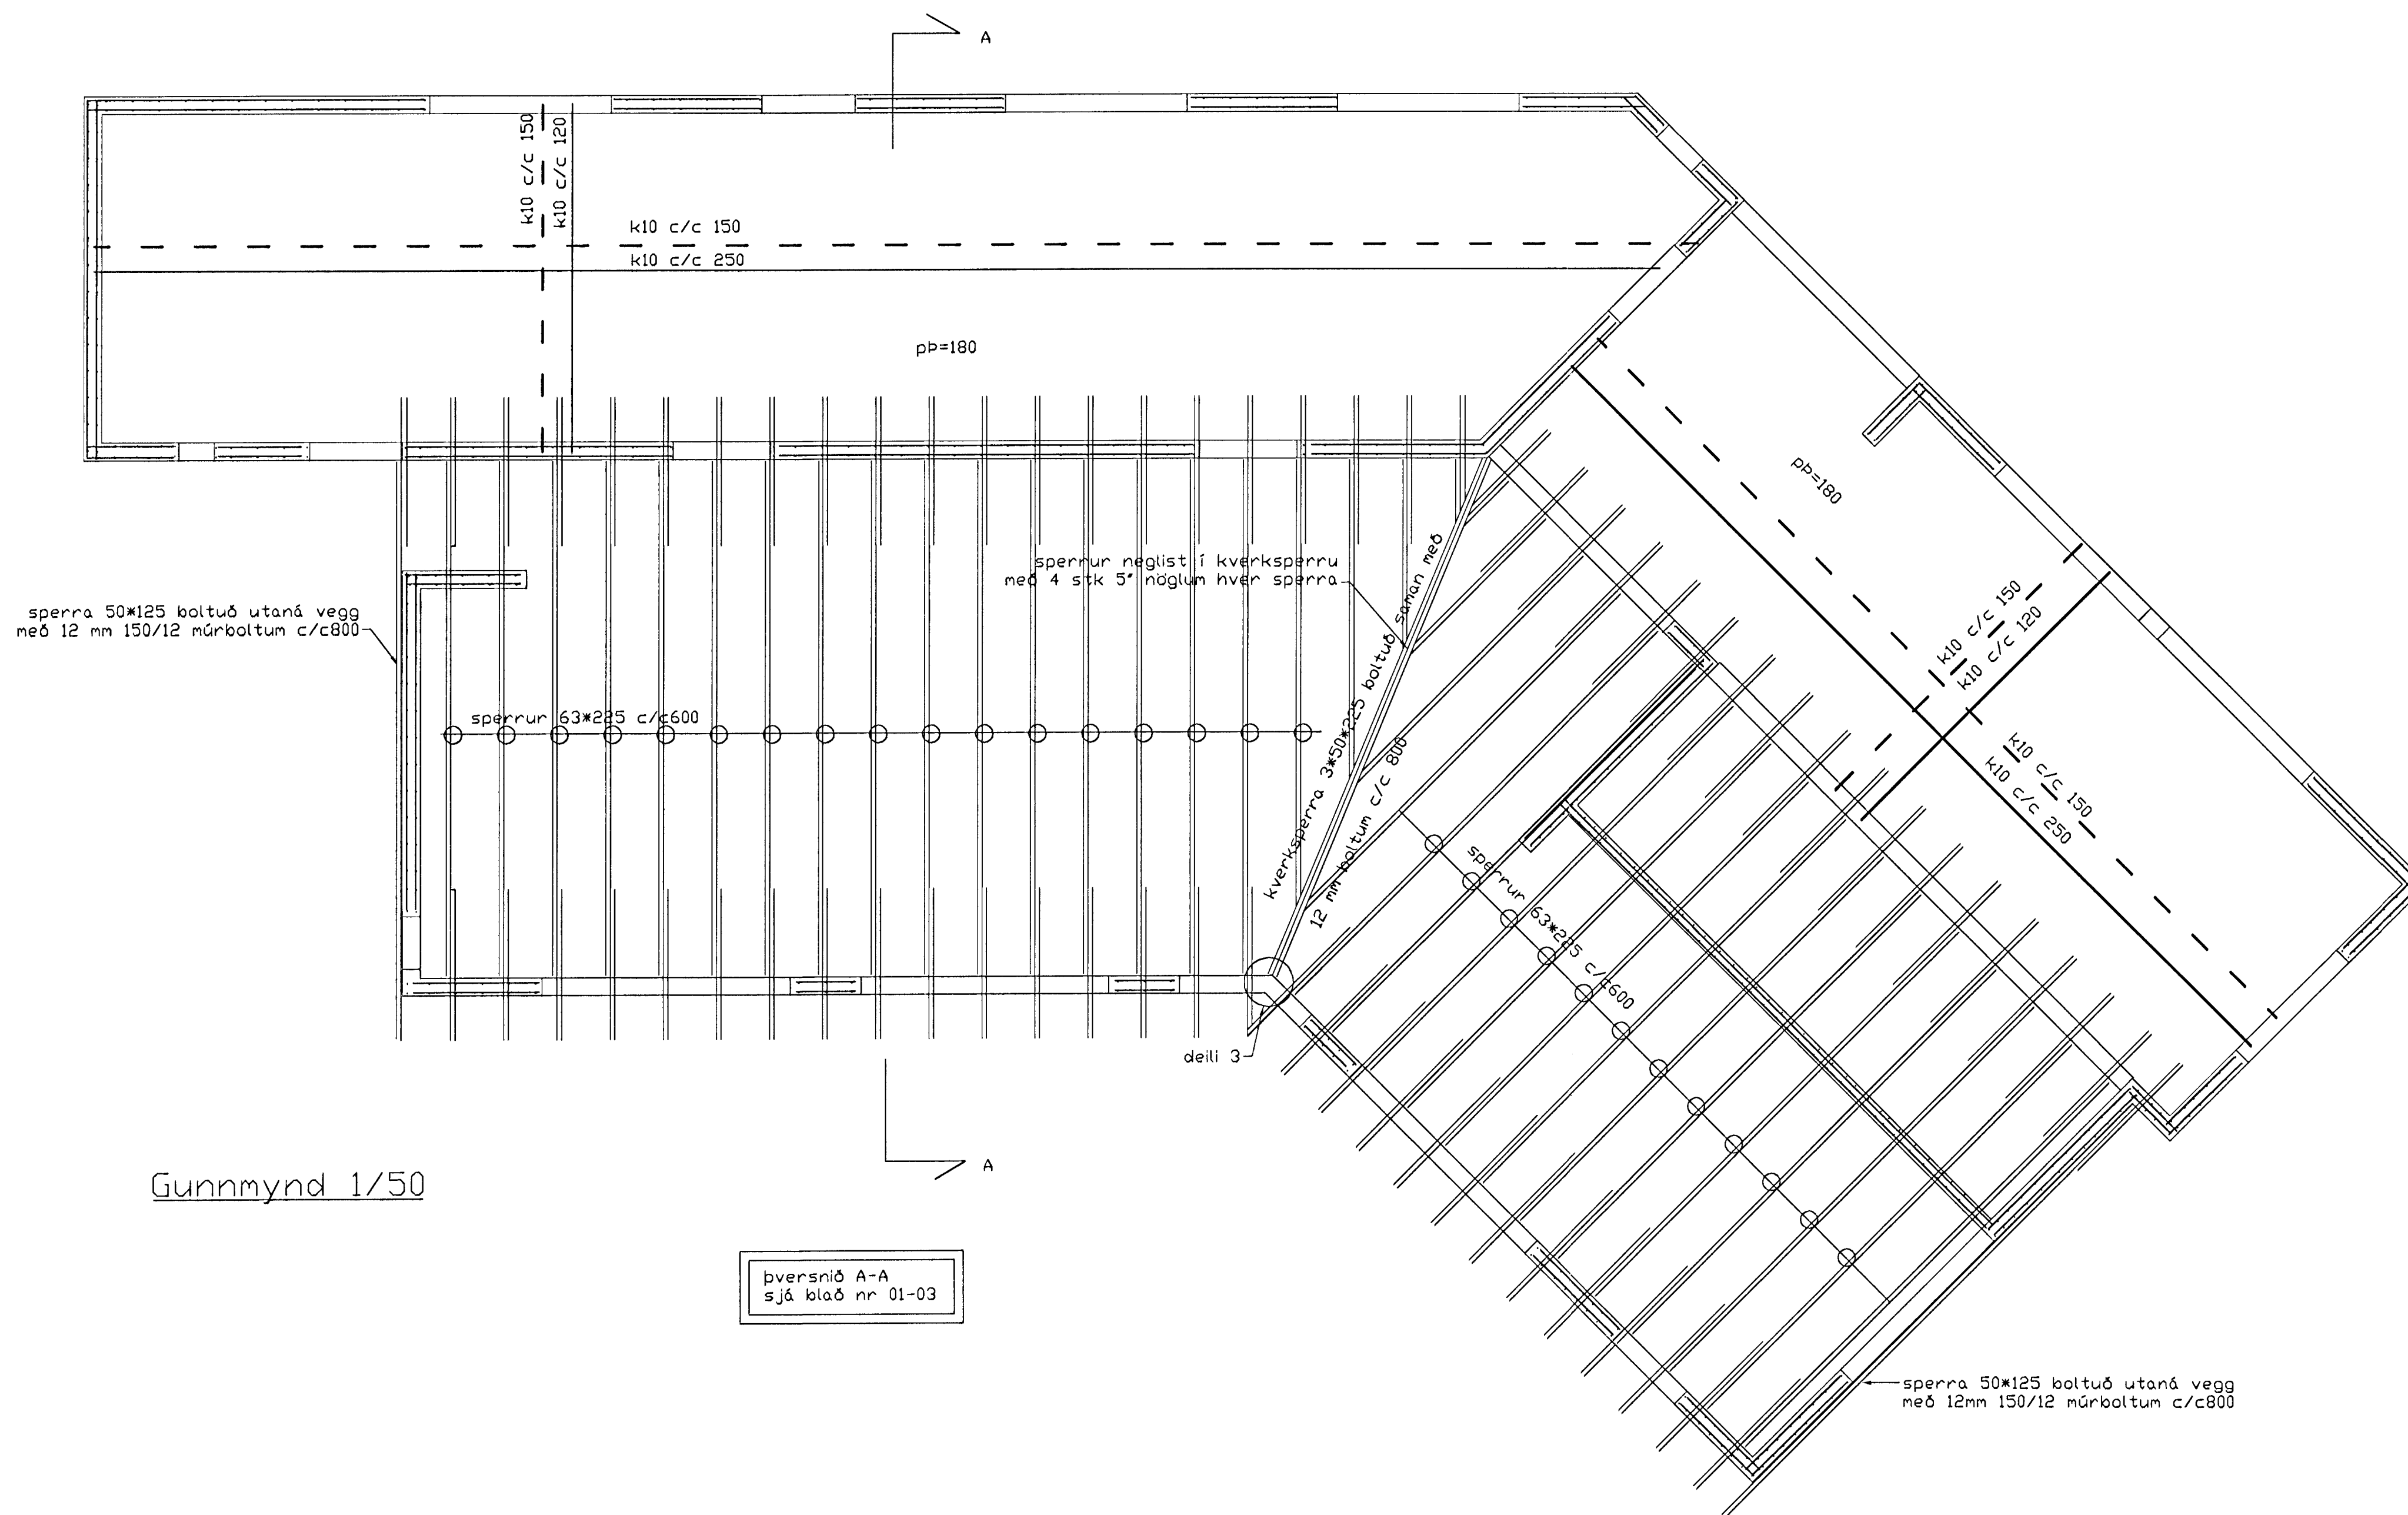 A
k10 c/c 150
k10 c/c 120
k10 c/c 150
k10 c/c 250
pÞ=180
pÞ=180
sperrur neglist í kverksperru
með 4 stk 5" nöglum hver sperra
sperra 50*125 boltuð utaná vegg
með 12 mm 150/12 múrboltum c/c800
kverksperra 3*50*225 boltuð saman með
12 mm boltum c/c 800
k10 c/c 150
k10 c/c 120
sperrur 63*225 c/c600
k10 c/c 150
k10 c/c 250
sperrur 63*225 c/c600
deili 3
A
Gunnmynd 1/50
þversnið A-A
sjá blað nr 01-03
sperra 50*125 boltuð utaná vegg
með 12mm 150/12 múrboltum c/c800